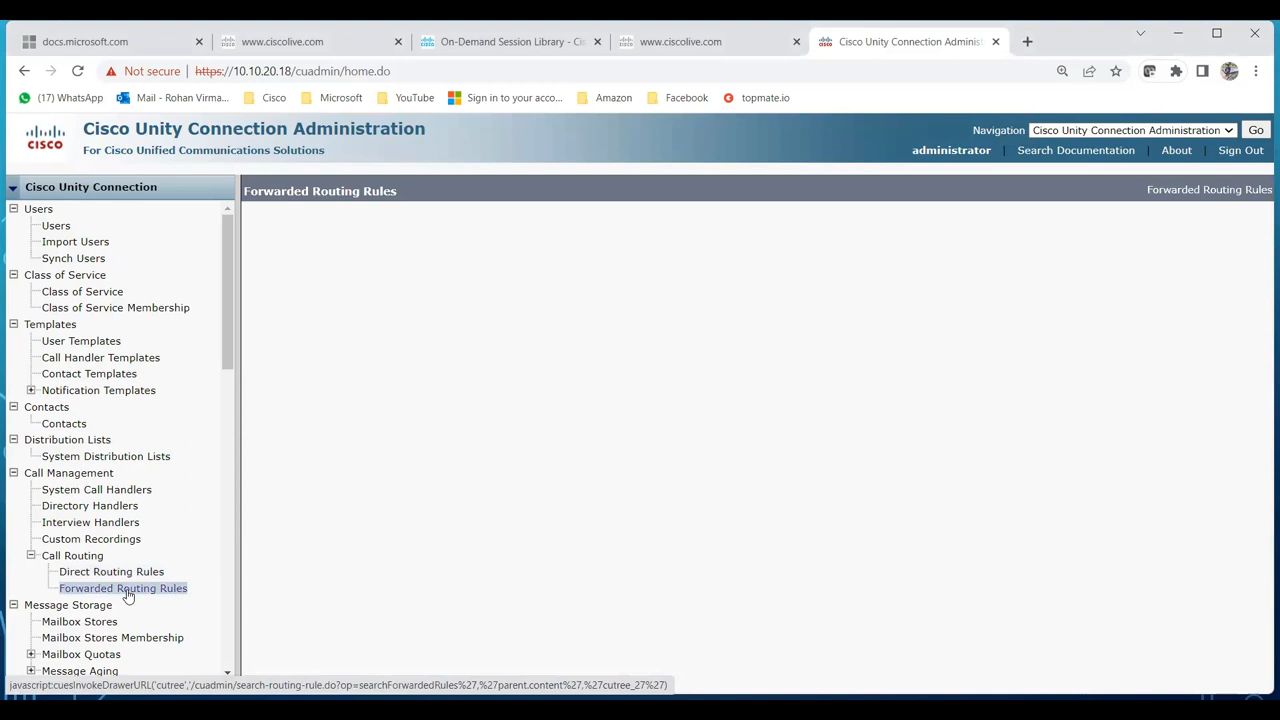 docs.microsoft.com
www.ciscolive.com
On-Demand Session Library - Cis
www.ciscolive.com
Cisco Unity Connection Administ
Not secure https://10.10.20.18/cuadmin/home.do
(17) WhatsApp Mail - Rohan Virma... Cisco Microsoft YouTube Sign in to your acco... Amazon Facebook topmate.io
CISCO
Cisco Unity Connection Administration
For Cisco Unified Communications Solutions
Navigation Cisco Unity Connection Administration Go
administrator Search Documentation About Sign Out
Cisco Unity Connection
Forwarded Routing Rules Forwarded Routing Rules
Users
Users
Import Users
Synch Users
Class of Service
Class of Service
Class of Service Membership
Templates
User Templates
Call Handler Templates
Contact Templates
Notification Templates
Contacts
Contacts
Distribution Lists
System Distribution Lists
Call Management
System Call Handlers
Directory Handlers
Interview Handlers
Custom Recordings
Call Routing
Direct Routing Rules
Forwarded Routing Rules
Message Storage
Mailbox Stores
Mailbox Stores Membership
Mailbox Quotas
Message Aging
javascript:cuesInvokeDrawerURL('cutree','/cuadmin/search-routing-rule.do?op=searchForwardedRules%27,%27parent.content%27,%27cutree_27%27)